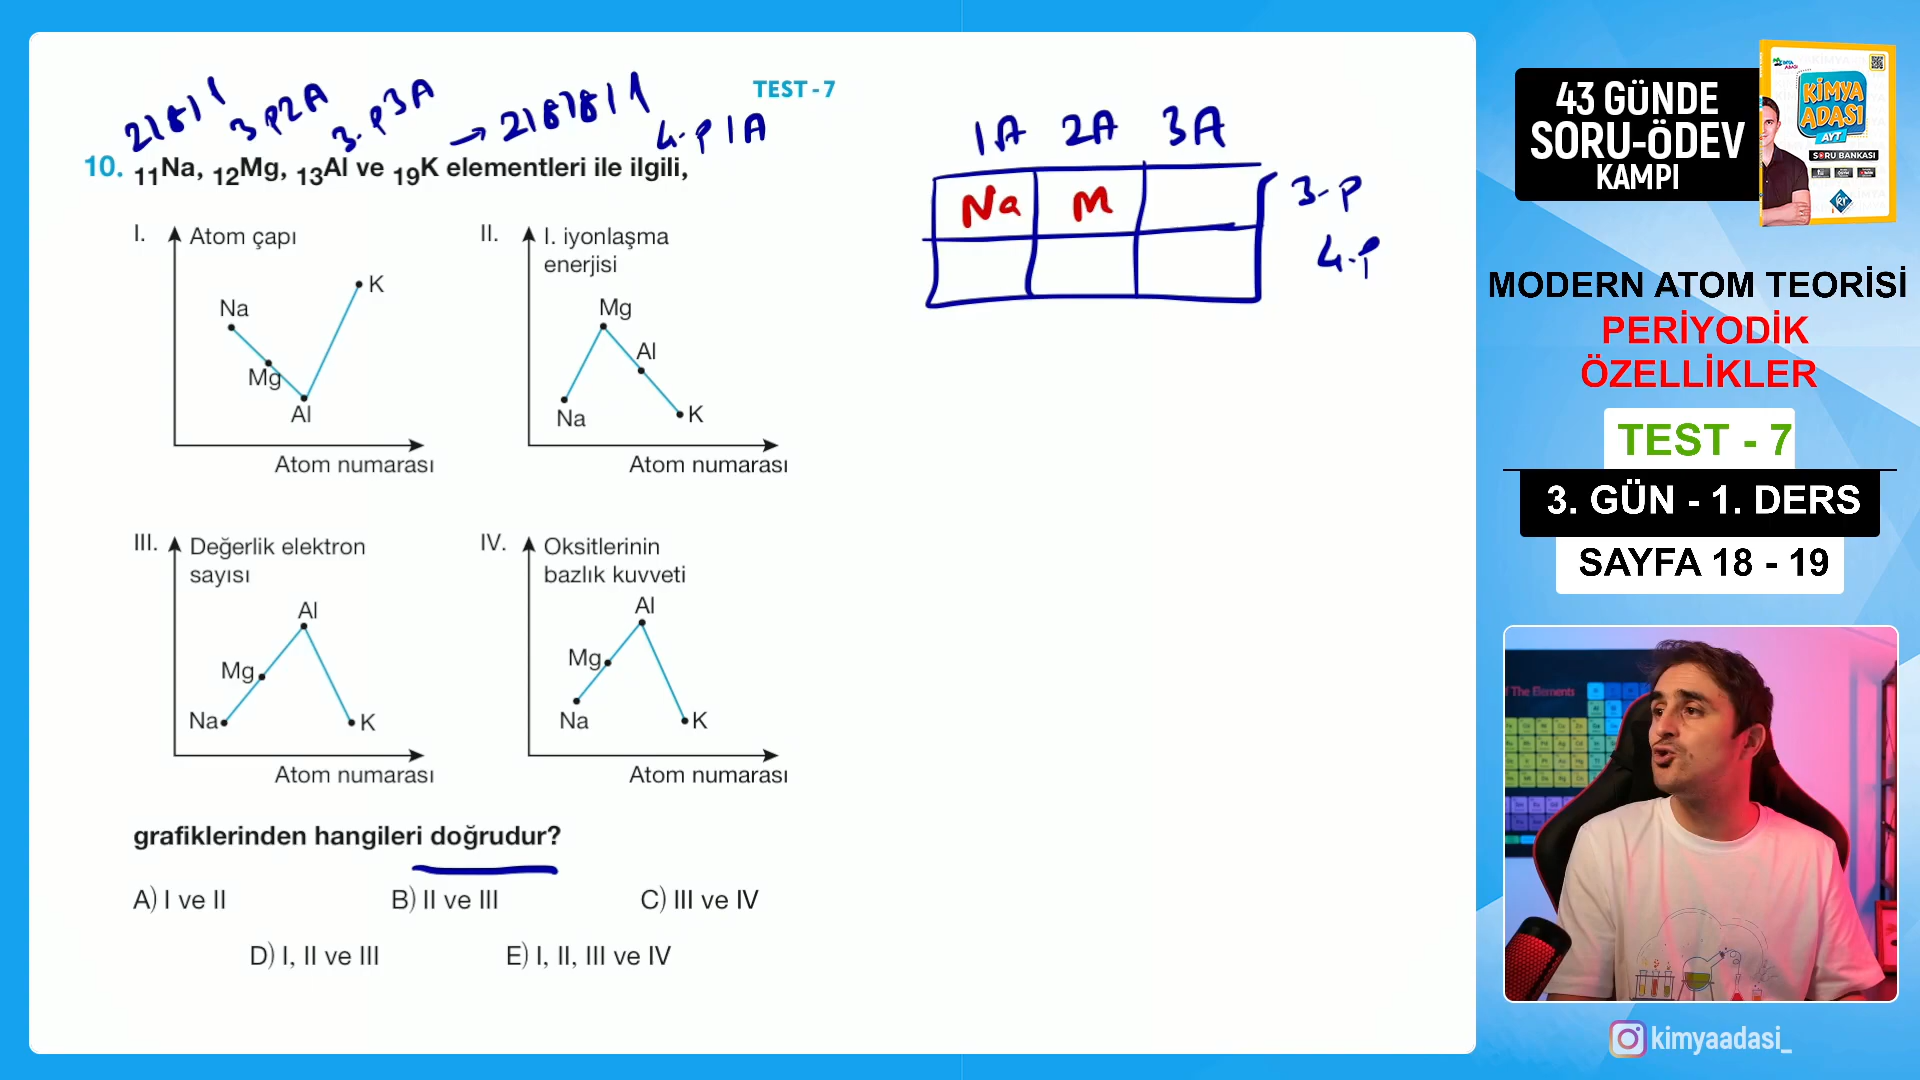 TEST - 7
2 )8) 1
3.p2A
3.p3A
→ 2)8)8) 1
4.p 1A
10. 11Na, 12Mg, 13Al ve 19K elementleri ile ilgili,
I. Atom çapı
Na
Mg
Al
K
Atom numarası
II. I. iyonlaşma
enerjisi
Mg
Al
Na
K
Atom numarası
III. Değerlik elektron
sayısı
Al
Mg
Na
K
Atom numarası
IV. Oksitlerinin
bazlık kuvveti
Al
Mg
Na
K
Atom numarası
grafiklerinden hangileri doğrudur?
A) I ve II B) II ve III C) III ve IV
D) I, II ve III E) I, II, III ve IV
1A 2A 3A
Na M 3-p
4.p
43 GÜNDE
SORU-ÖDEV
KAMPI
KİMYA
ADASI
AYT
SORU BANKASI
MODERN ATOM TEORİSİ
PERİYODİK
ÖZELLİKLER
TEST - 7
3. GÜN - 1. DERS
SAYFA 18 - 19
The Elements
kimyaadasi_